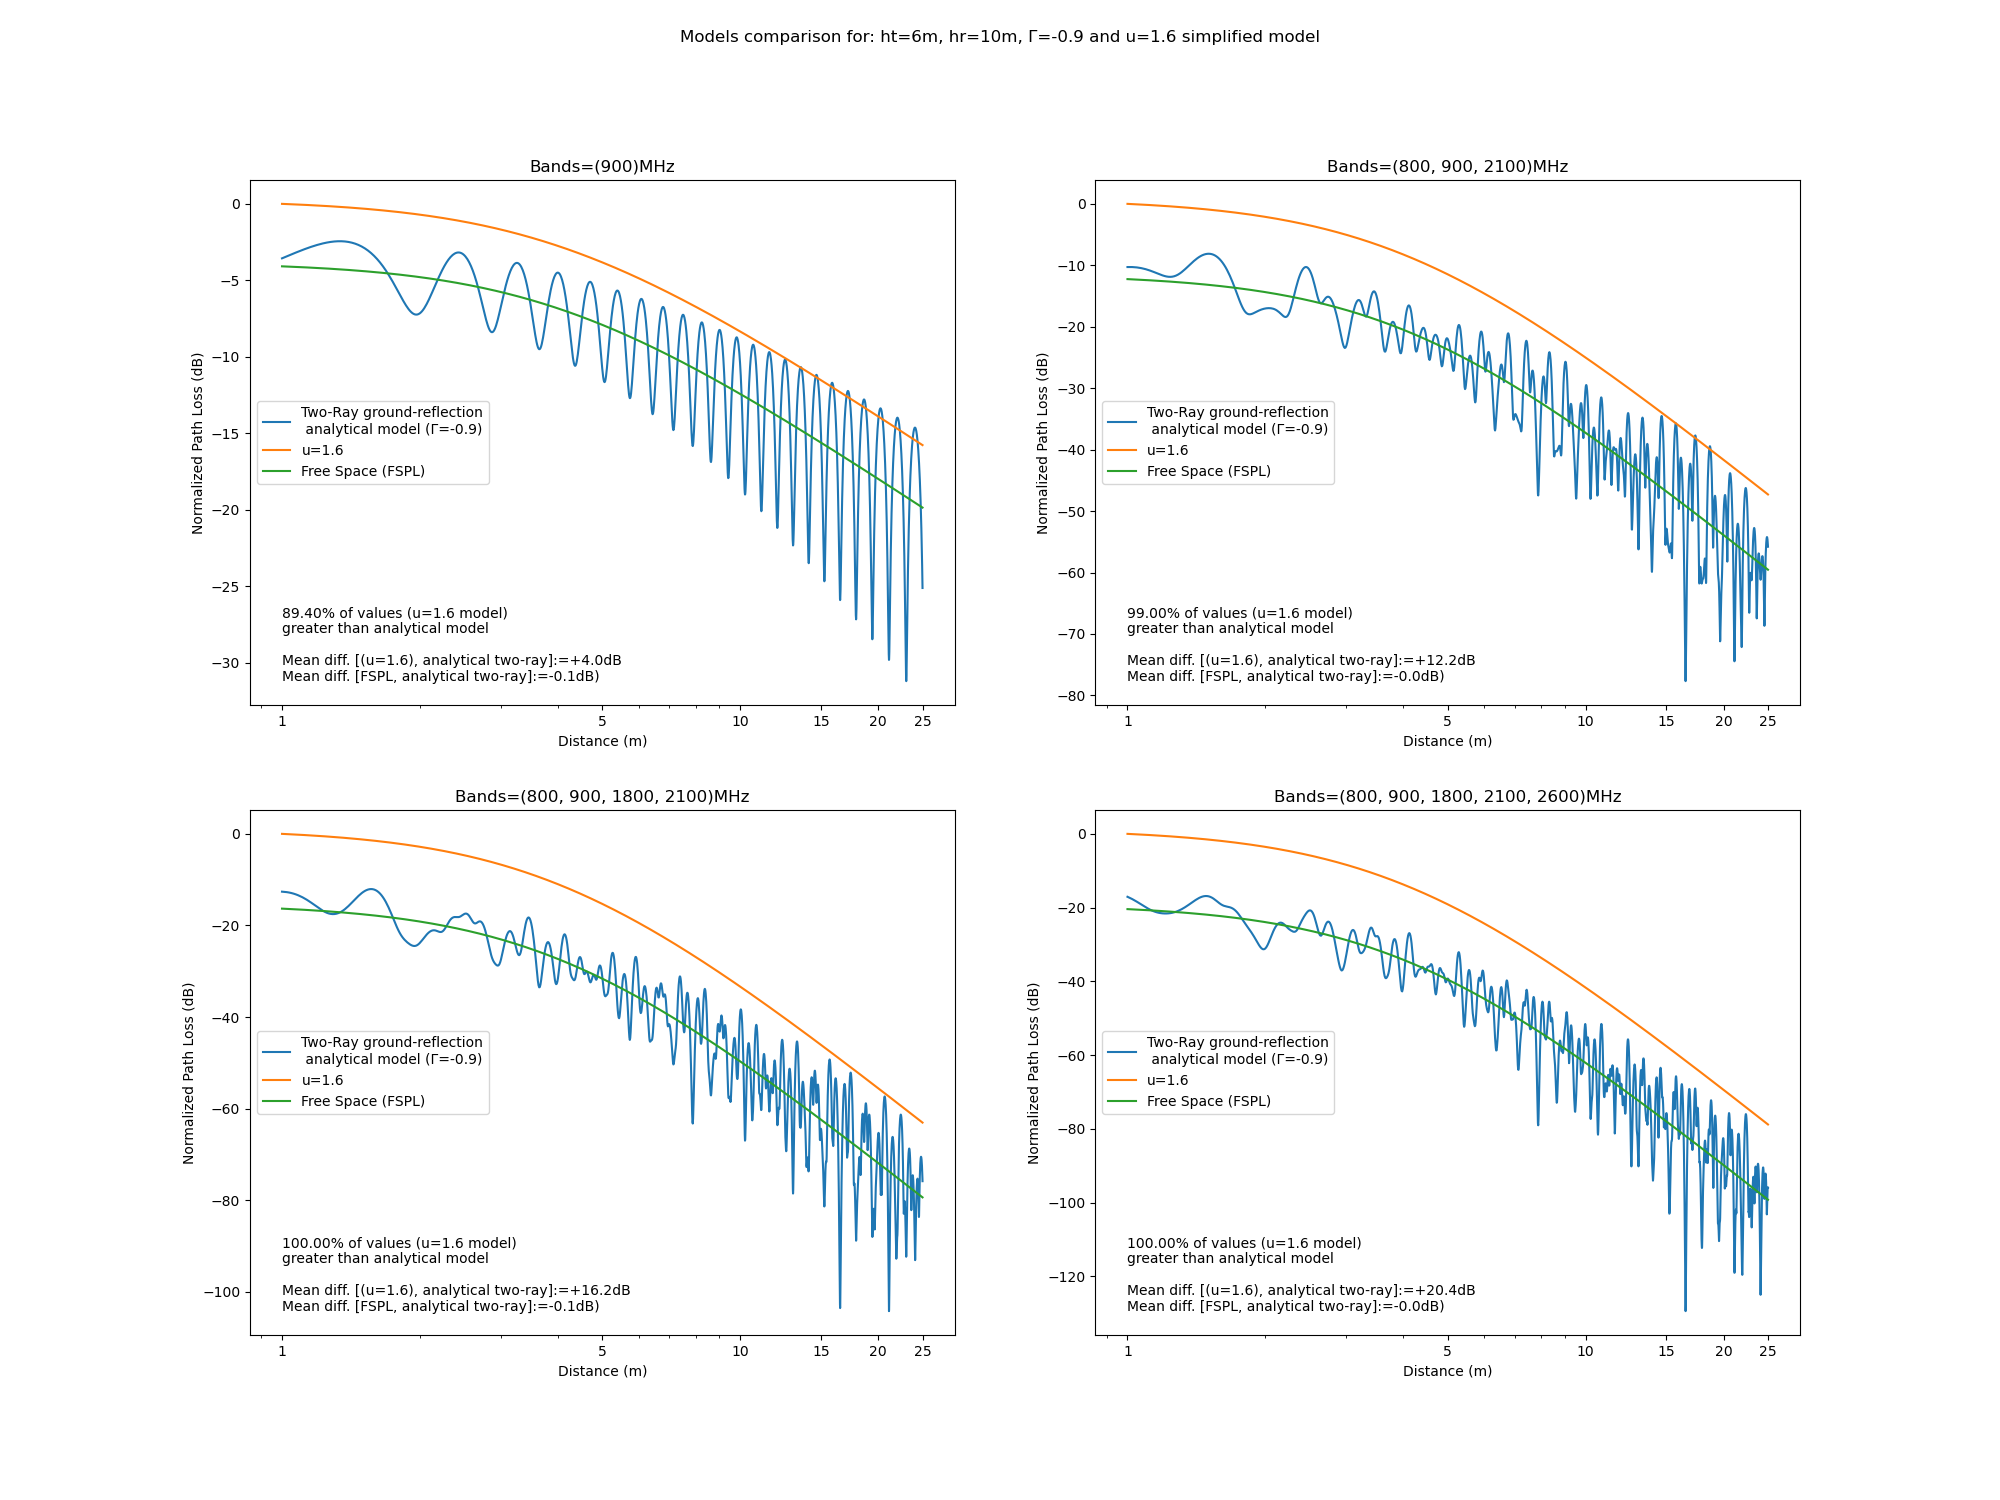 Models comparison for: ht=6m, hr=10m, Γ=-0.9 and u=1.6 simplified model
Bands=(900)MHz
Normalized Path Loss (dB)
0
−5
−10
−15
−20
−25
−30
Two-Ray ground-reflection
analytical model (Γ=-0.9)
u=1.6
Free Space (FSPL)
89.40% of values (u=1.6 model)
greater than analytical model
Mean diff. [(u=1.6), analytical two-ray]:=+4.0dB
Mean diff. [FSPL, analytical two-ray]:=-0.1dB)
1 5 10 15 20 25
Distance (m)
Bands=(800, 900, 2100)MHz
Normalized Path Loss (dB)
0
−10
−20
−30
−40
−50
−60
−70
−80
Two-Ray ground-reflection
analytical model (Γ=-0.9)
u=1.6
Free Space (FSPL)
99.00% of values (u=1.6 model)
greater than analytical model
Mean diff. [(u=1.6), analytical two-ray]:=+12.2dB
Mean diff. [FSPL, analytical two-ray]:=-0.0dB)
1 5 10 15 20 25
Distance (m)
Bands=(800, 900, 1800, 2100)MHz
Normalized Path Loss (dB)
0
−20
−40
−60
−80
−100
Two-Ray ground-reflection
analytical model (Γ=-0.9)
u=1.6
Free Space (FSPL)
100.00% of values (u=1.6 model)
greater than analytical model
Mean diff. [(u=1.6), analytical two-ray]:=+16.2dB
Mean diff. [FSPL, analytical two-ray]:=-0.1dB)
1 5 10 15 20 25
Distance (m)
Bands=(800, 900, 1800, 2100, 2600)MHz
Normalized Path Loss (dB)
0
−20
−40
−60
−80
−100
−120
Two-Ray ground-reflection
analytical model (Γ=-0.9)
u=1.6
Free Space (FSPL)
100.00% of values (u=1.6 model)
greater than analytical model
Mean diff. [(u=1.6), analytical two-ray]:=+20.4dB
Mean diff. [FSPL, analytical two-ray]:=-0.0dB)
1 5 10 15 20 25
Distance (m)